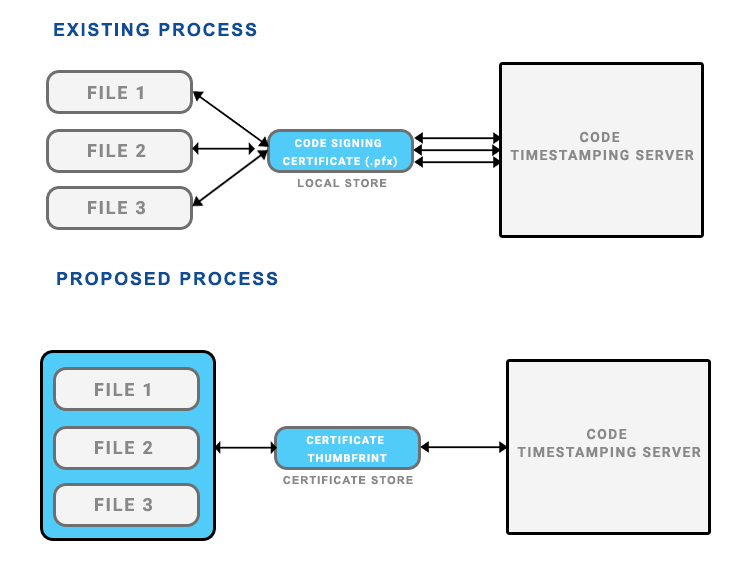 EXISTING PROCESS
FILE 1
FILE 2
FILE 3
CODE SIGNING
CERTIFICATE (.pfx)
LOCAL STORE
CODE
TIMESTAMPING SERVER
PROPOSED PROCESS
FILE 1
FILE 2
FILE 3
CERTIFICATE
THUMBFRINT
CERTIFICATE STORE
CODE
TIMESTAMPING SERVER